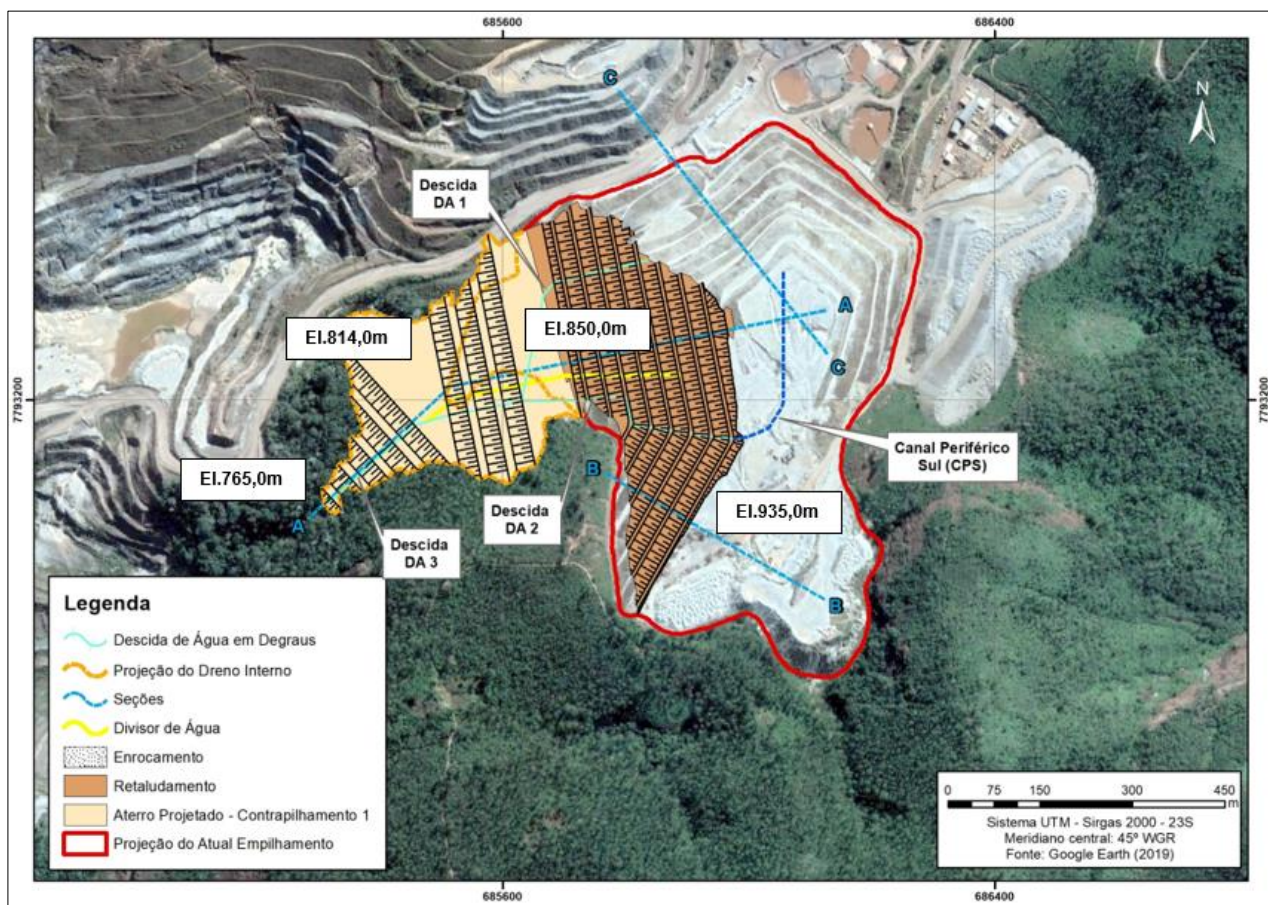 685600
686400
C
N
Descida
DA 1
El.814,0m
El.850,0m
A
C
7793200
7793200
Canal Periférico
Sul (CPS)
B
El.765,0m
El.935,0m
A
Descida
DA 2
Descida
DA 3
B
Legenda
Descida de Água em Degraus
Projeção do Dreno Interno
Seções
Divisor de Água
Enrocamento
Retaludamento
Aterro Projetado - Contrapilhamento 1
Projeção do Atual Empilhamento
0 75 150 300 450
m
Sistema UTM - Sirgas 2000 - 23S
Meridiano central: 45º WGR
Fonte: Google Earth (2019)
685600
686400